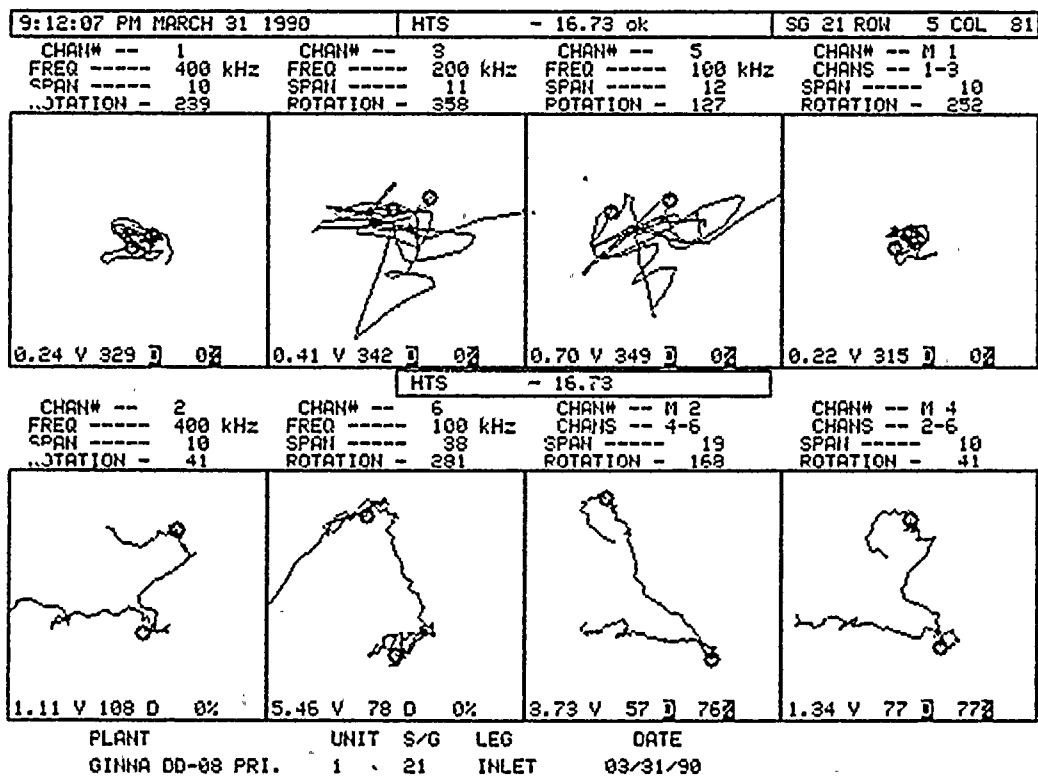 9:12:07 PM MARCH 31 1990 HTS - 16.73 ok SG 21 ROW 5 COL 81
CHAN# -- 1 CHAN# -- 3 CHAN# -- 5 CHAN# -- M 1
FREQ ----- 400 kHz FREQ ----- 200 kHz FREQ ----- 100 kHz CHANS 1-3
SPAN ----- 10 SPAN ----- 11 SPAN ----- 12 SPAN ----- 10
ROTATION - 239 ROTATION - 358 ROTATION - 127 ROTATION - 252
0.24 V 329 D 0% 0.41 V 342 D 0% 0.70 V 349 D 0% 0.22 V 315 D 0%
HTS - 16.73
CHAN# -- 2 CHAN# -- 6 CHAN# -- M 2 CHAN# -- M 4
FREQ ----- 400 kHz FREQ ----- 100 kHz CHANS ----- 4-6 CHANS ----- 2-6
SPAN ----- 10 SPAN ----- 38 SPAN ----- 19 SPAN ----- 10
ROTATION - 41 ROTATION - 281 ROTATION - 168 ROTATION - 41
1.11 V 108 D 0% 5.46 V 78 D 0% 3.73 V 57 D 76% 1.34 V 77 D 77%
PLANT UNIT S/G LEG DATE
GINNA DD-08 PRI. 1 21 INLET 03/31/90